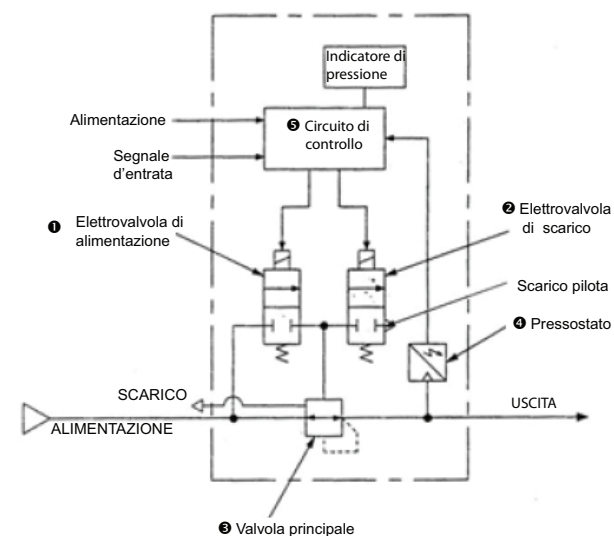 Indicatore di
pressione
Alimentazione
❺ Circuito di
controllo
Segnale
d'entrata
❶ Elettrovalvola di
alimentazione
❷ Elettrovalvola
di scarico
Scarico pilota
❹ Pressostato
SCARICO
USCITA
ALIMENTAZIONE
❸ Valvola principale